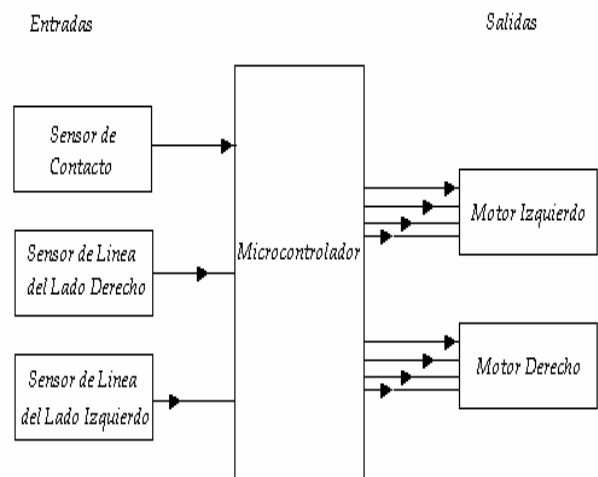 Entradas
Salidas
Sensor de
Contacto
Sensor de Linea
del Lado Derecho
Sensor de Linea
del Lado Izquierdo
Microcontrolador
Motor Izquierdo
Motor Derecho